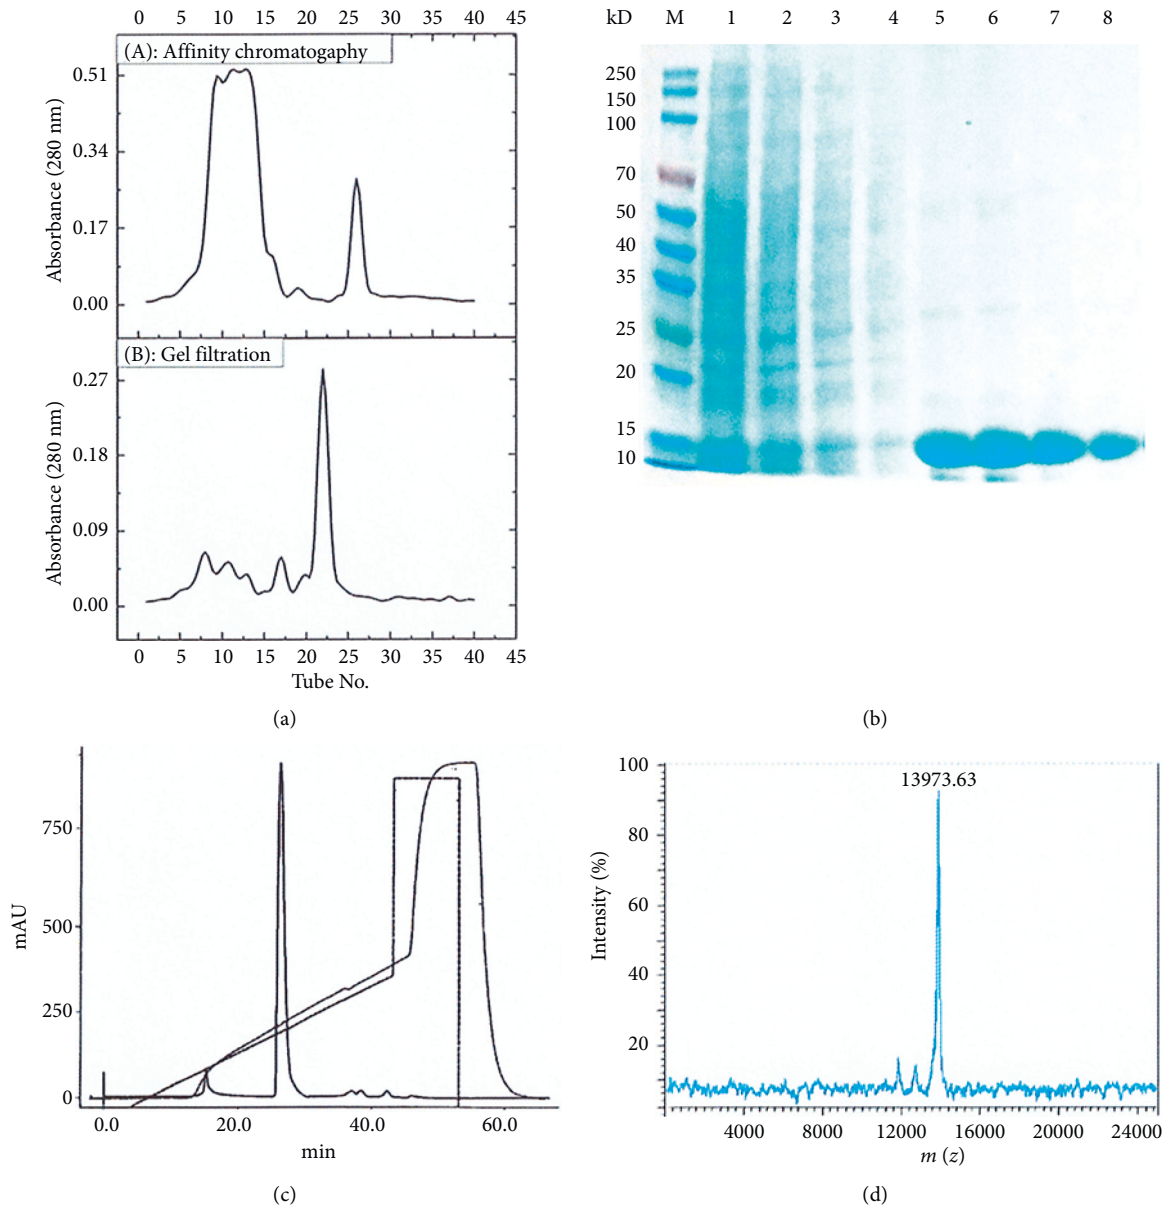 0 5 10 15 20 25 30 35 40 45
(A): Affinity chromatogaphy
0.51
0.34
0.17
0.00
Absorbance (280 nm)
(B): Gel filtration
0.27
0.18
0.09
0.00
Absorbance (280 nm)
0 5 10 15 20 25 30 35 40 45
Tube No.
(a)
kD M 1 2 3 4 5 6 7 8
250
150
100
70
50
40
35
25
20
15
10
(b)
750
500
250
0
mAU
0.0 20.0 40.0 60.0
min
(c)
100
80
60
40
20
Intensity (%)
13973.63
4000 8000 12000 16000 20000 24000
m (z)
(d)